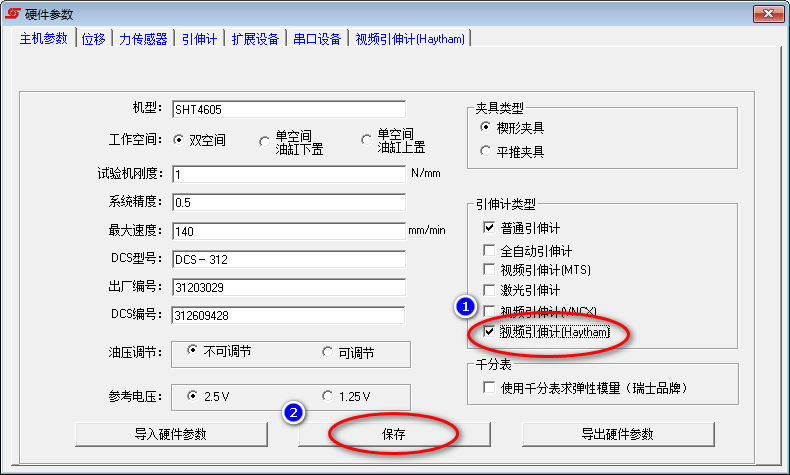 硬件参数
主机参数 位移 力传感器 引伸计 扩展设备 串口设备 视频引伸计(Haytham)
机型: SHT4605
工作空间: 双空间 单空间 油缸下置 单空间 油缸上置
试验机刚度: 1 N/mm
系统精度: 0.5
最大速度: 140 mm/min
DCS型号: DCS-312
出厂编号: 31203029
DCS编号: 312609428
油压调节: 不可调节 可调节
参考电压: 2.5V 1.25V
夹具类型
楔形夹具
平推夹具
引伸计类型
普通引伸计
全自动引伸计
视频引伸计(MTS)
激光引伸计
1
视频引伸计(VNCX)
视频引伸计(Haytham)
千分表
使用千分表求弹性模量（瑞士品牌）
2
导入硬件参数 保存 导出硬件参数